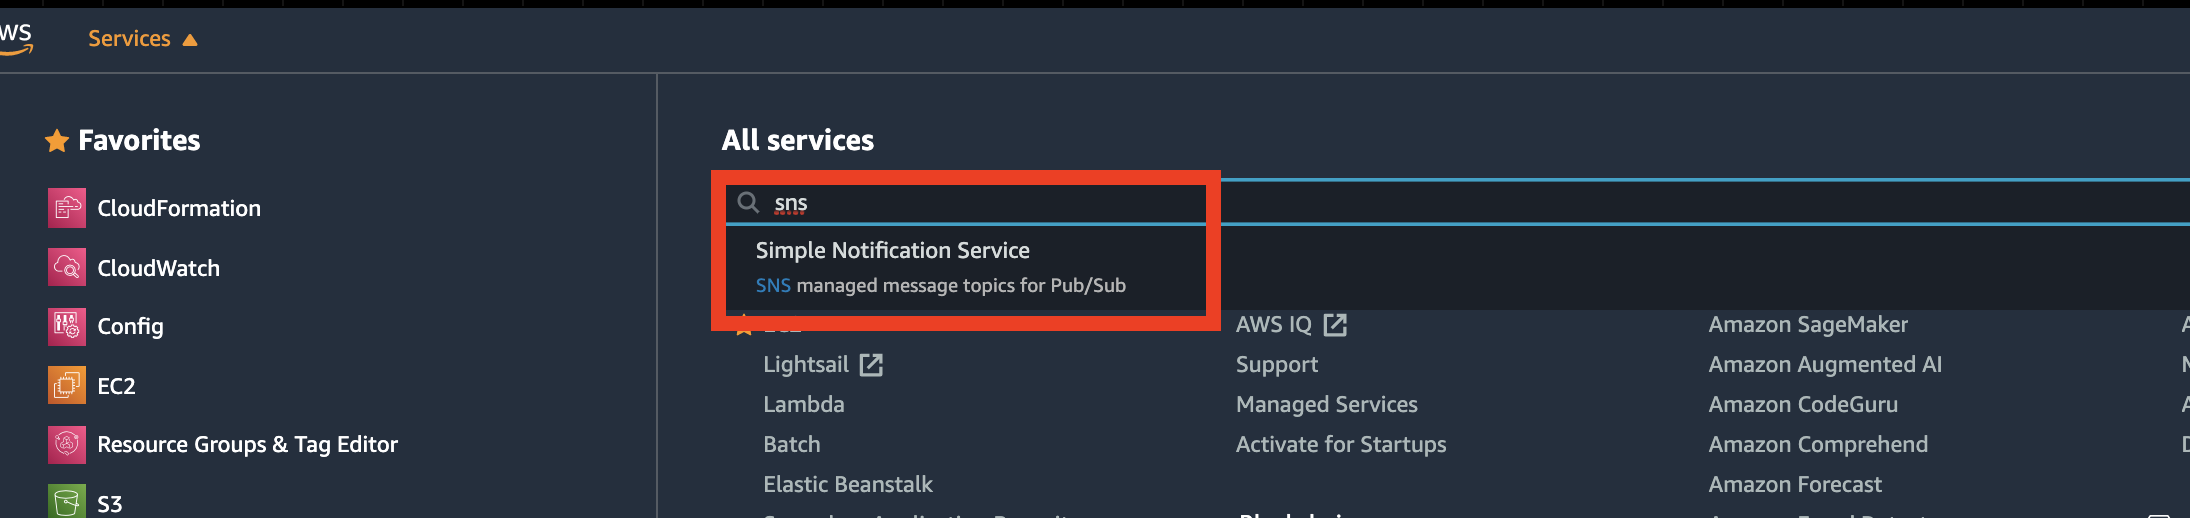 WS
Services
Favorites
CloudFormation
CloudWatch
Config
EC2
Resource Groups & Tag Editor
S3
All services
sns
Simple Notification Service
SNS managed message topics for Pub/Sub
Lightsail
Lambda
Batch
Elastic Beanstalk
AWS IQ
Support
Managed Services
Activate for Startups
Amazon SageMaker
Amazon Augmented AI
Amazon CodeGuru
Amazon Comprehend
Amazon Forecast